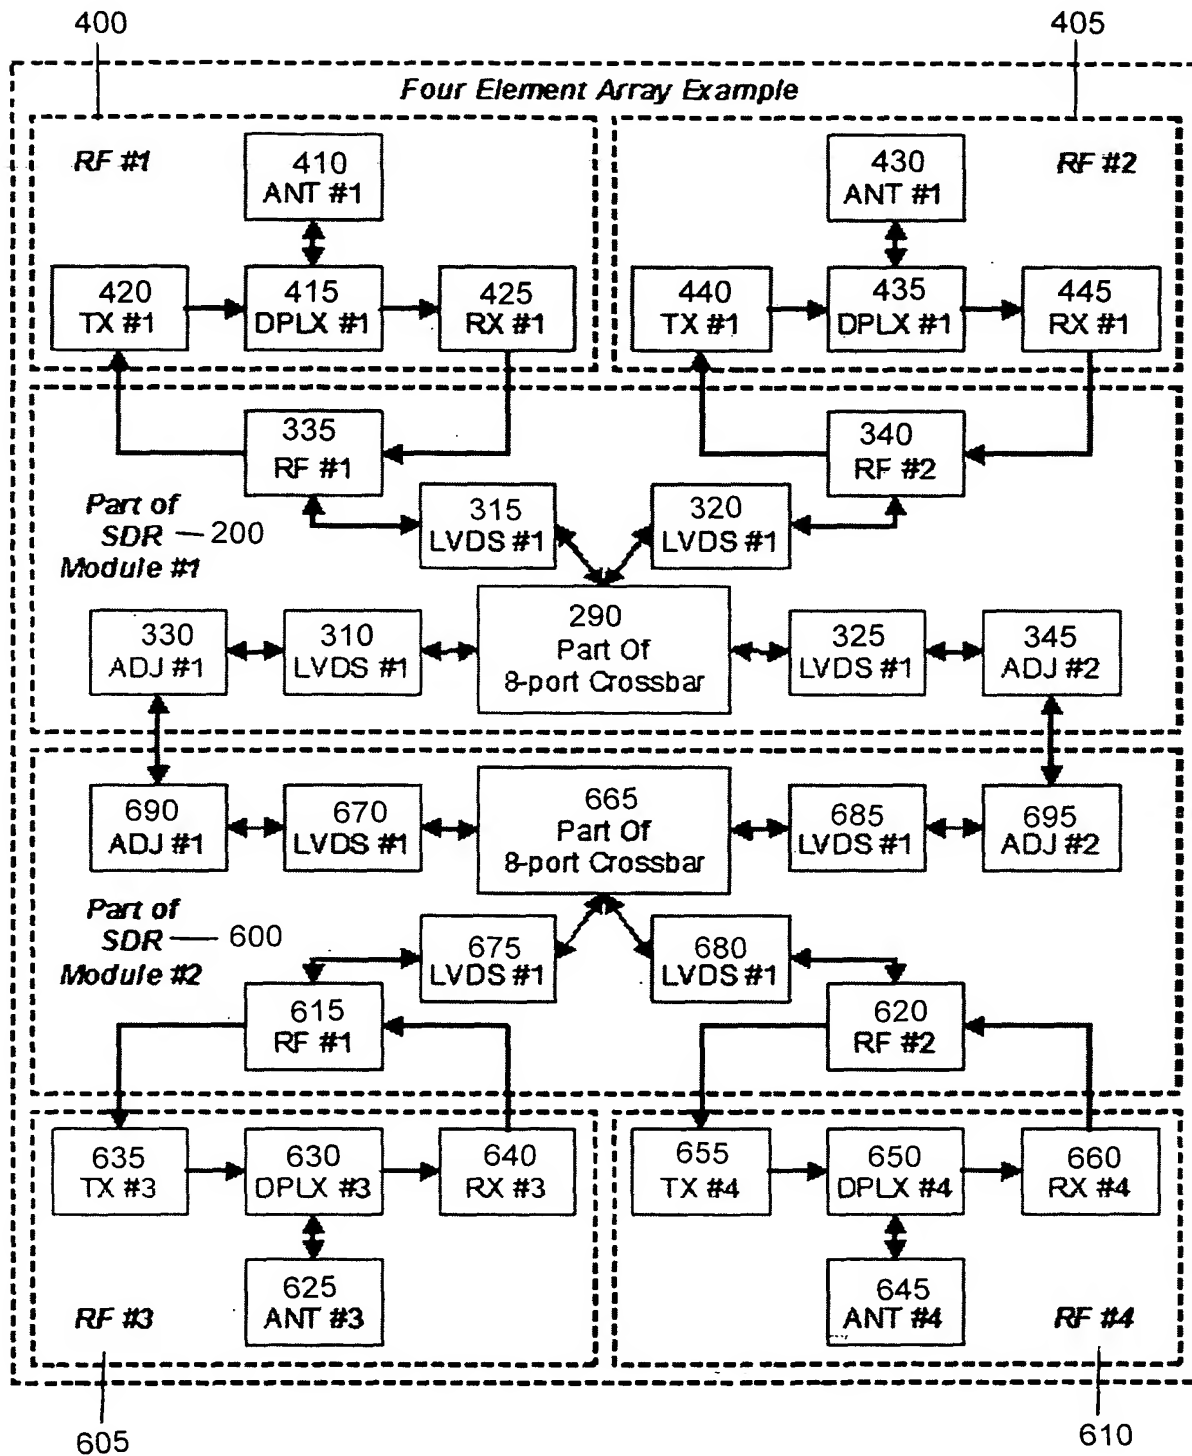 400
405
Four Element Array Example
RF #1
410
ANT #1
430
ANT #1
RF #2
420
TX #1
415
DPLX #1
425
RX #1
440
TX #1
435
DPLX #1
445
RX #1
335
RF #1
340
RF #2
Part of
SDR
Module #1
200
315
LVDS #1
320
LVDS #1
330
ADJ #1
310
LVDS #1
290
Part Of
8-port Crossbar
325
LVDS #1
345
ADJ #2
690
ADJ #1
670
LVDS #1
665
Part Of
8-port Crossbar
685
LVDS #1
695
ADJ #2
Part of
SDR
Module #2
600
675
LVDS #1
680
LVDS #1
615
RF #1
620
RF #2
635
TX #3
630
DPLX #3
640
RX #3
655
TX #4
650
DPLX #4
660
RX #4
RF #3
625
ANT #3
645
ANT #4
RF #4
605
610